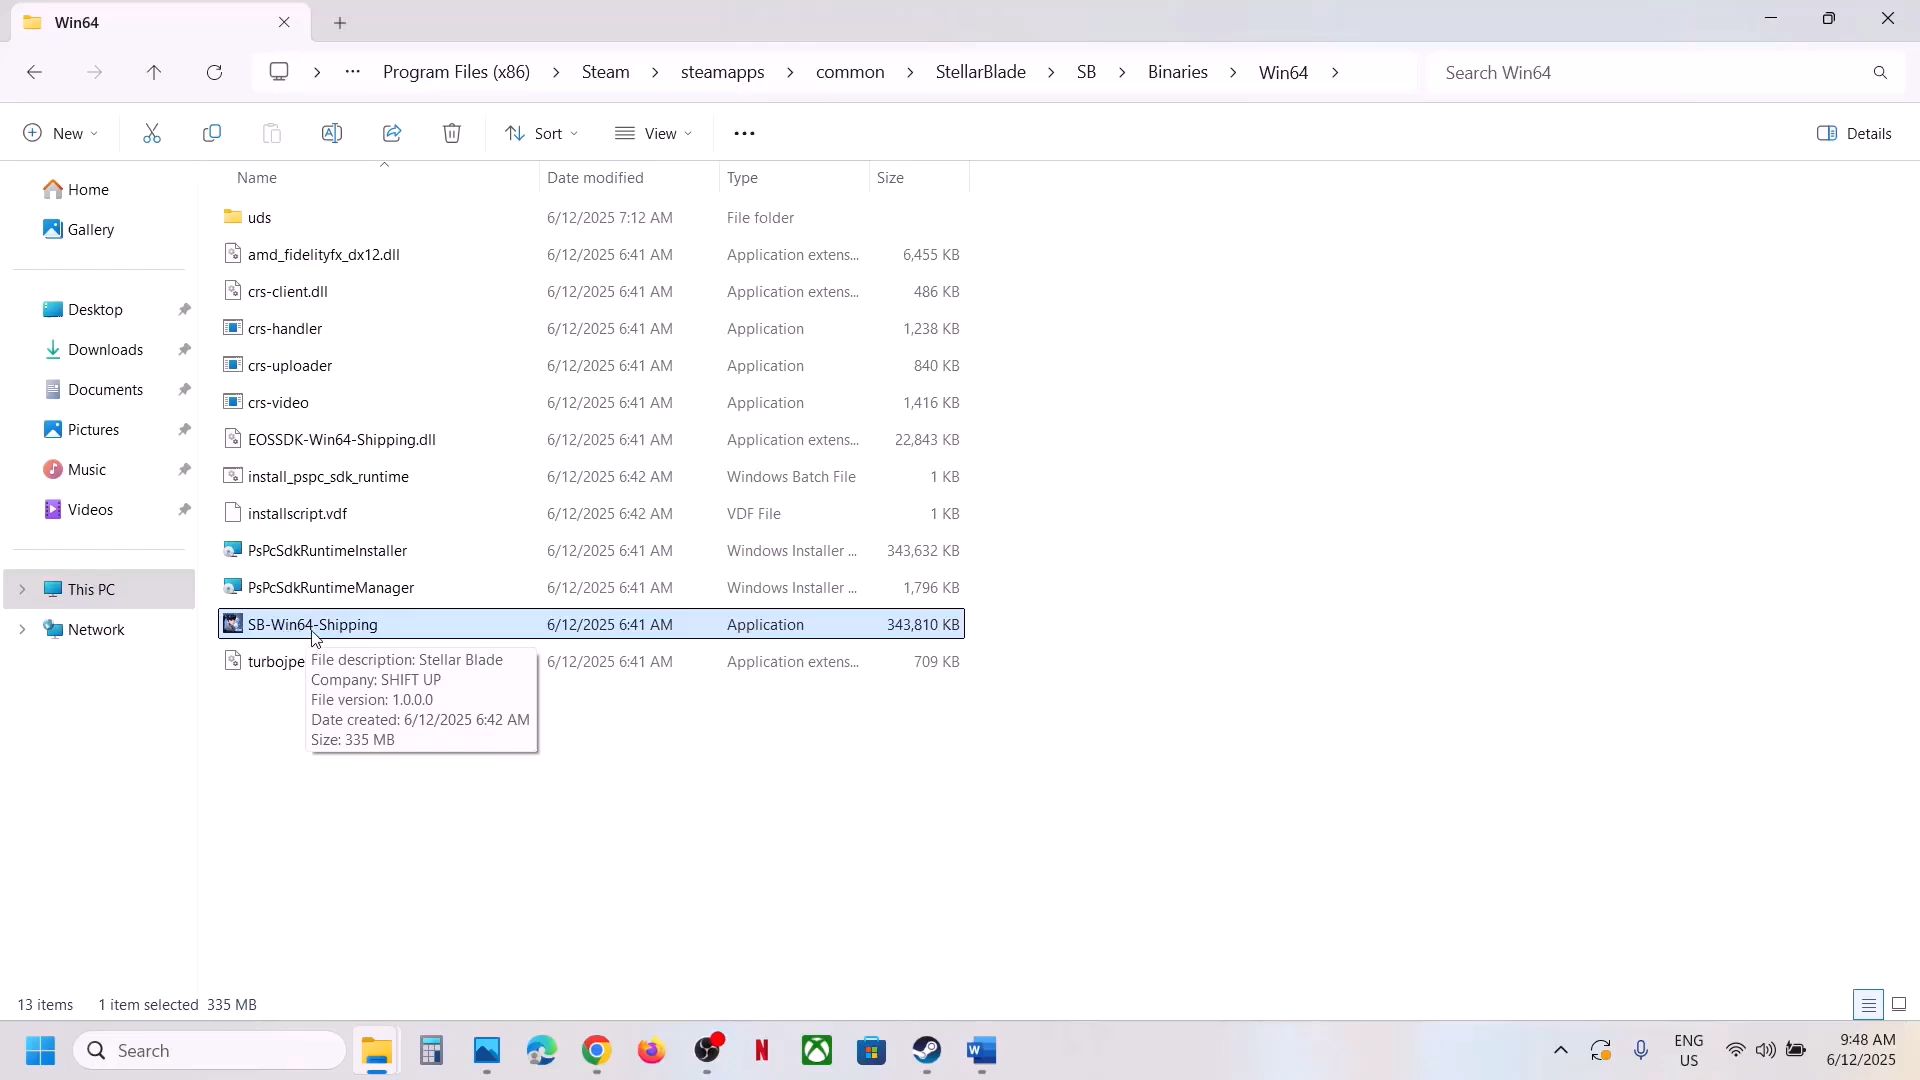 Win64
Program Files (x86) Steam steamapps common StellarBlade SB Binaries Win64
Search Win64
New Sort View Details
Name Date modified Type Size
Home
Gallery
Desktop
Downloads
Documents
Pictures
Music
Videos
This PC
Network
uds 6/12/2025 7:12 AM File folder
amd_fidelityfx_dx12.dll 6/12/2025 6:41 AM Application extens... 6,455 KB
crs-client.dll 6/12/2025 6:41 AM Application extens... 486 KB
crs-handler 6/12/2025 6:41 AM Application 1,238 KB
crs-uploader 6/12/2025 6:41 AM Application 840 KB
crs-video 6/12/2025 6:41 AM Application 1,416 KB
EOSSDK-Win64-Shipping.dll 6/12/2025 6:41 AM Application extens... 22,843 KB
install_pspc_sdk_runtime 6/12/2025 6:42 AM Windows Batch File 1 KB
installscript.vdf 6/12/2025 6:42 AM VDF File 1 KB
PsPcSdkRuntimeInstaller 6/12/2025 6:41 AM Windows Installer ... 343,632 KB
PsPcSdkRuntimeManager 6/12/2025 6:41 AM Windows Installer ... 1,796 KB
SB-Win64-Shipping 6/12/2025 6:41 AM Application 343,810 KB
turbojpe 6/12/2025 6:41 AM Application extens... 709 KB
File description: Stellar Blade
Company: SHIFT UP
File version: 1.0.0.0
Date created: 6/12/2025 6:42 AM
Size: 335 MB
13 items 1 item selected 335 MB
Search
ENG
US
9:48 AM
6/12/2025